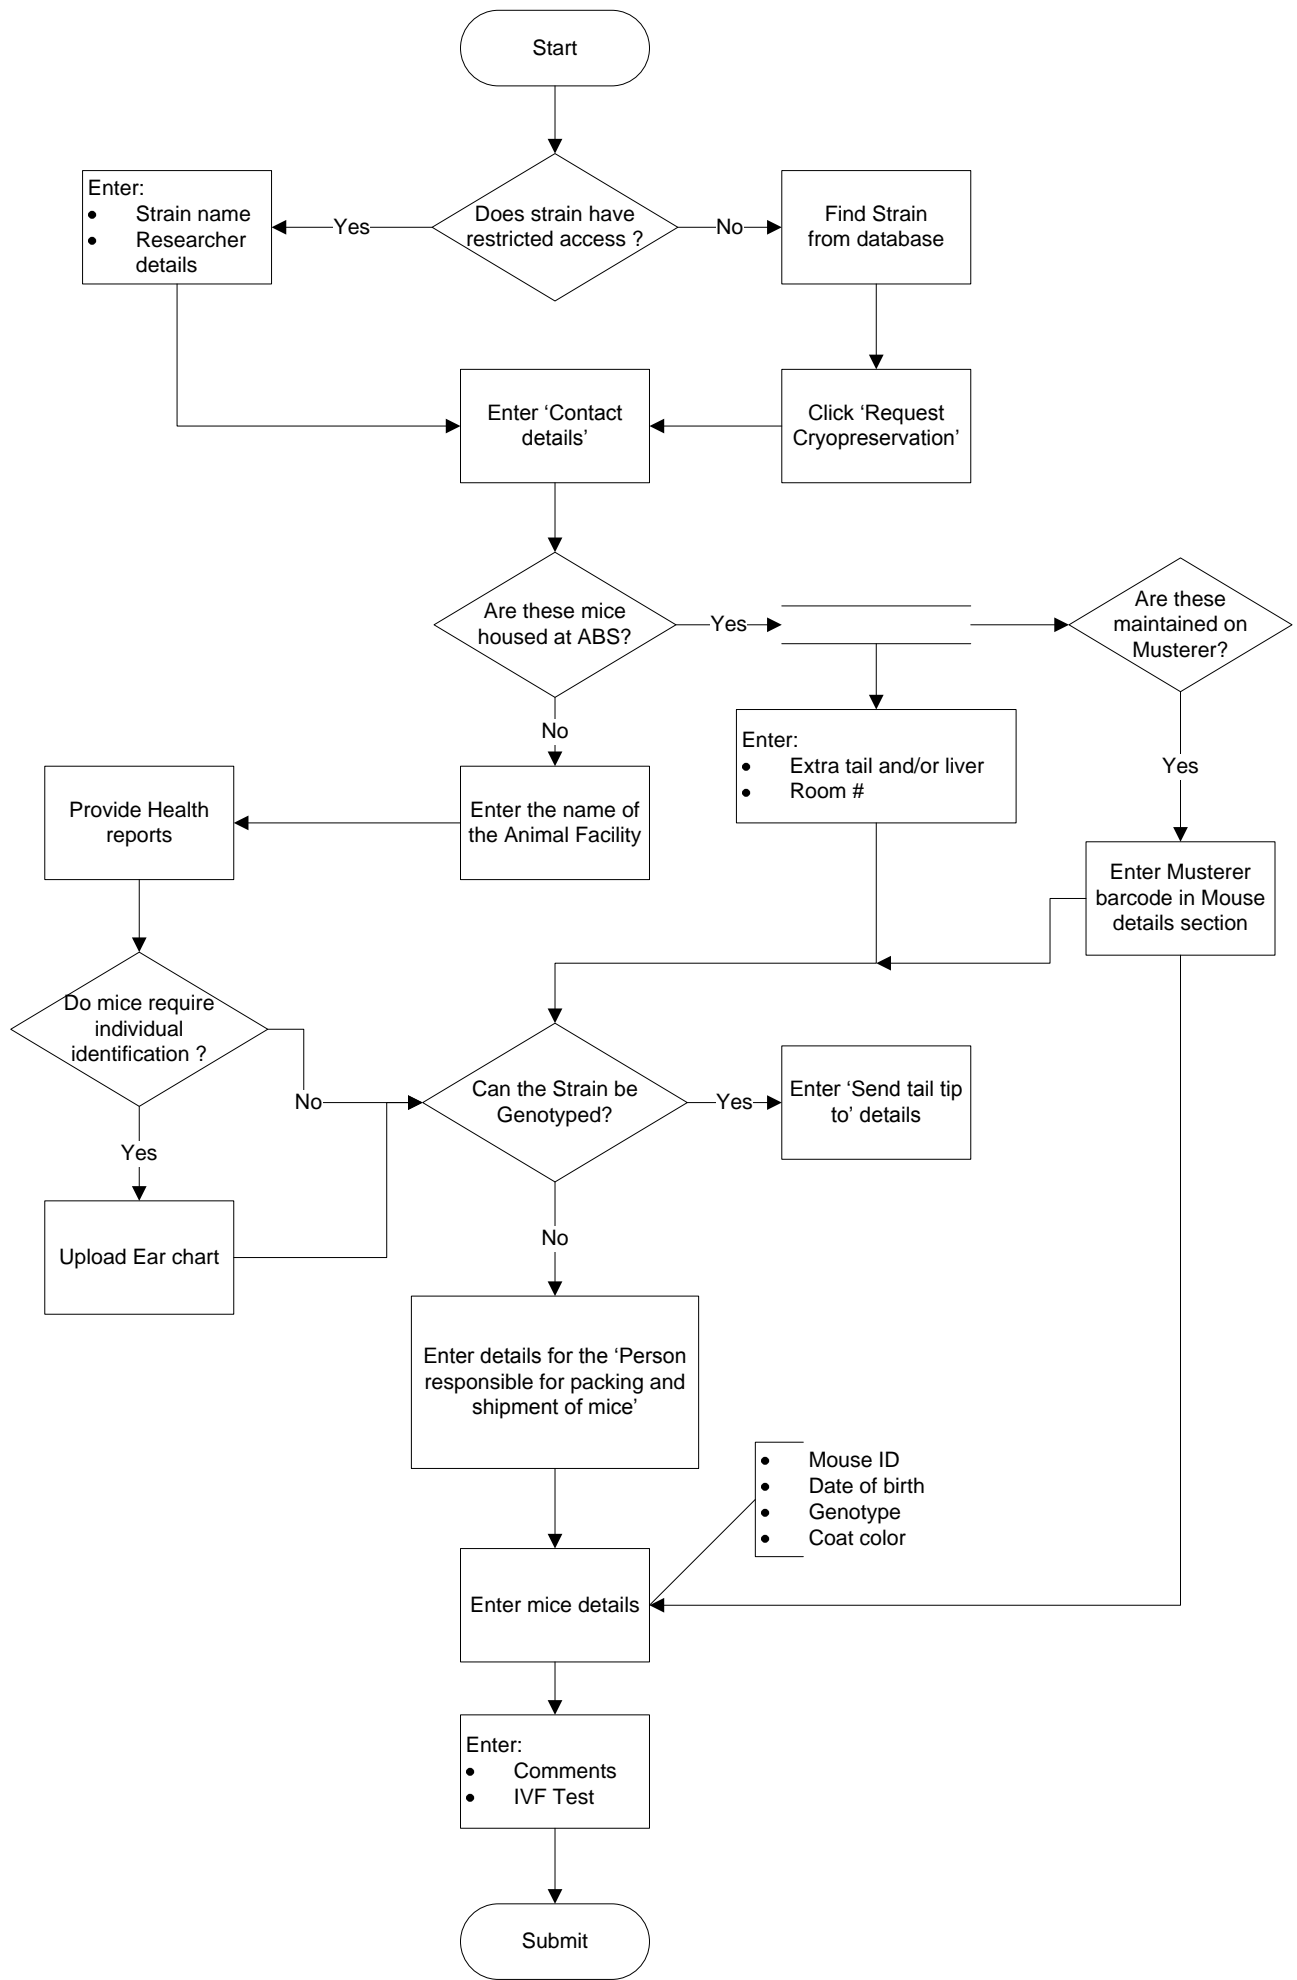 Start
Does strain have
restricted access ?
Yes
No
Enter:
• Strain name
• Researcher
details
Find Strain
from database
Enter ‘Contact
details’
Click ‘Request
Cryopreservation’
Are these mice
housed at ABS?
Yes
Are these
maintained on
Musterer?
No
Enter:
• Extra tail and/or liver
• Room #
Yes
Provide Health
reports
Enter the name of
the Animal Facility
Enter Musterer
barcode in Mouse
details section
Do mice require
individual
identification ?
No
Can the Strain be
Genotyped?
Yes
Enter ‘Send tail tip
to’ details
Yes
Upload Ear chart
No
Enter details for the ‘Person
responsible for packing and
shipment of mice’
• Mouse ID
• Date of birth
• Genotype
• Coat color
Enter mice details
Enter:
• Comments
• IVF Test
Submit